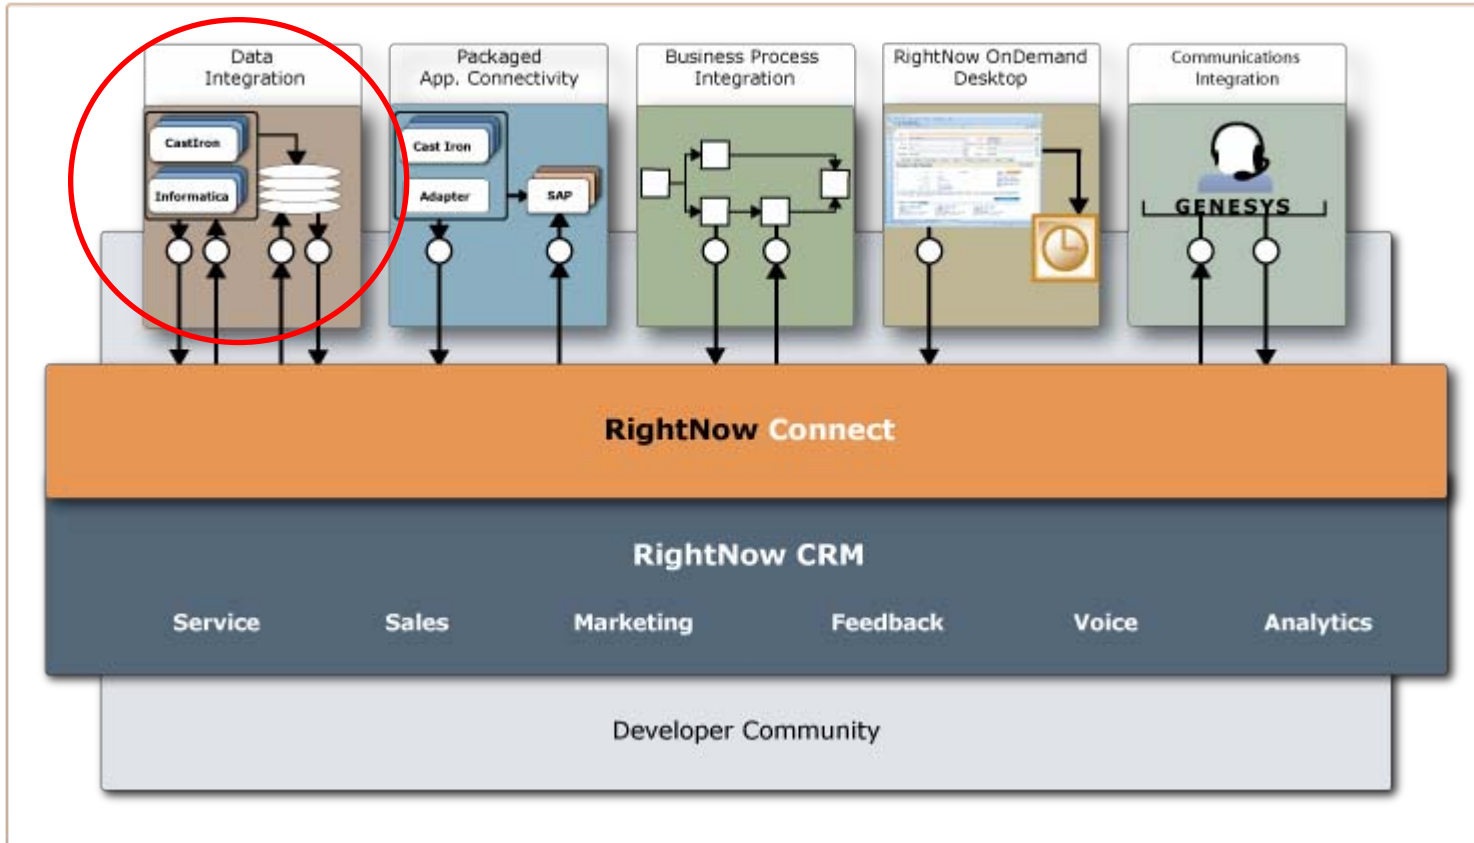 Data
Integration
Packaged
App. Connectivity
Business Process
Integration
RightNow OnDemand
Desktop
Communications
Integration
CastIron
Informatica
Cast Iron
Adapter
SAP
GENESYS
RightNow Connect
RightNow CRM
Service
Sales
Marketing
Feedback
Voice
Analytics
Developer Community